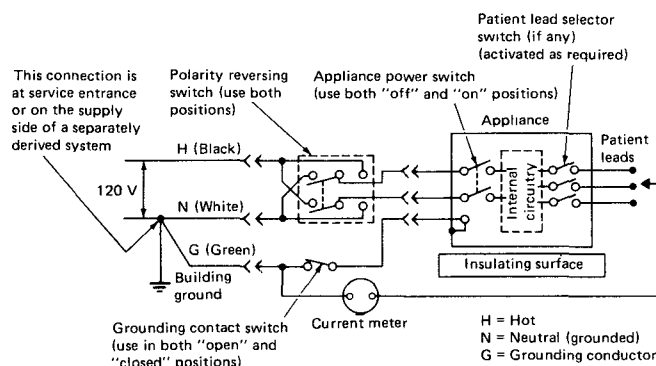 Patient lead selector
switch (if any)
(activated as required)
This connection is
at service entrance
or on the supply
side of a separately
derived system
Polarity reversing
switch (use both
positions)
Appliance power switch
(use both "off" and "on" positions)
Appliance
H (Black)
Patient
leads
120 V
Internal
circuitry
N (White)
G (Green)
Building
ground
Insulating surface
Grounding contact switch
(use in both "open" and
"closed" positions)
Current meter
H = Hot
N = Neutral (grounded)
G = Grounding conductor